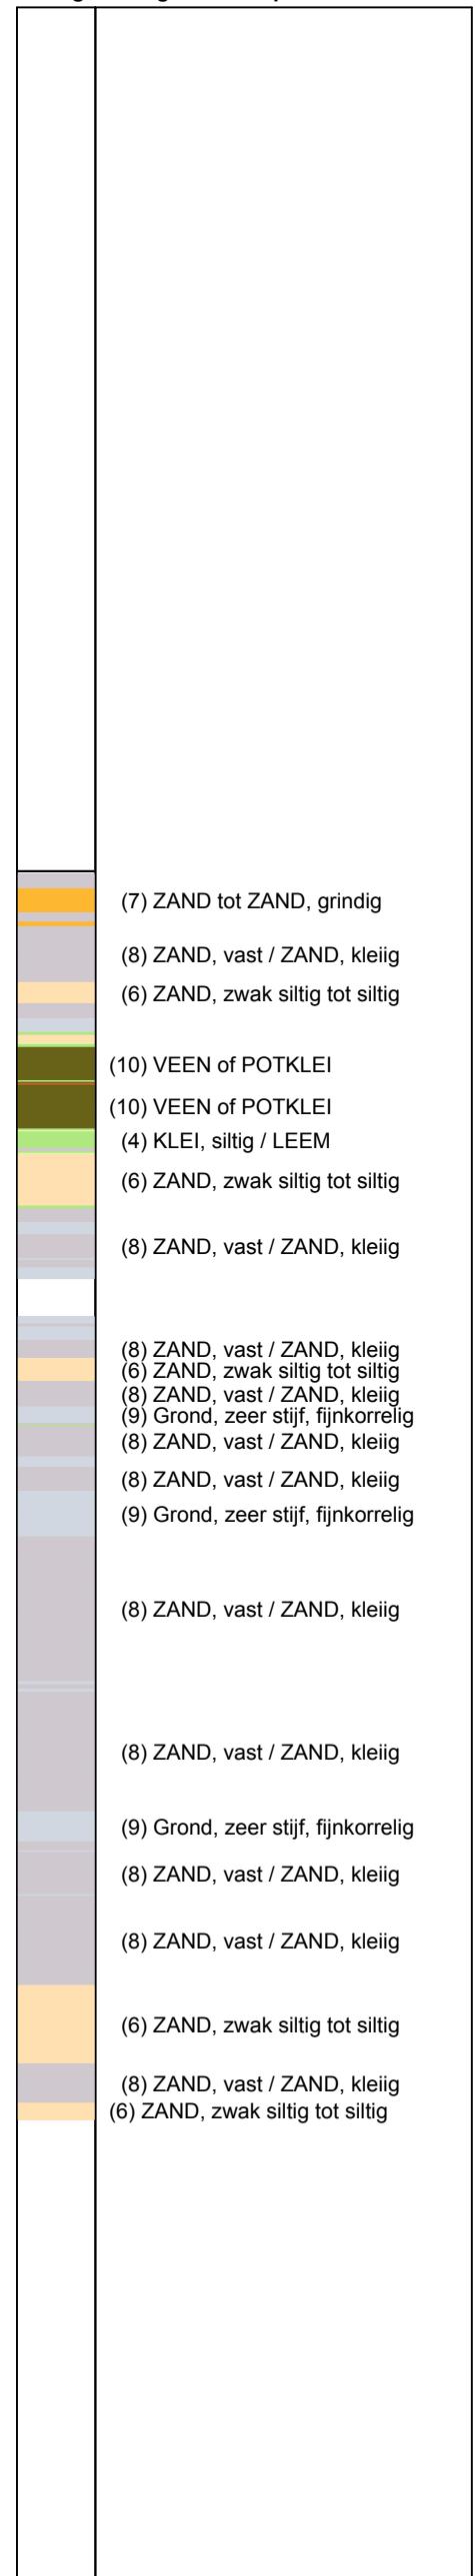 (7) ZAND tot ZAND, grindig
(8) ZAND, vast / ZAND, kleiig
(6) ZAND, zwak siltig tot siltig
(10) VEEN of POTKLEI
(10) VEEN of POTKLEI
(4) KLEI, siltig / LEEM
(6) ZAND, zwak siltig tot siltig
(8) ZAND, vast / ZAND, kleiig
(8) ZAND, vast / ZAND, kleiig
(6) ZAND, zwak siltig tot siltig
(8) ZAND, vast / ZAND, kleiig
(9) Grond, zeer stijf, fijnkorrelig
(8) ZAND, vast / ZAND, kleiig
(8) ZAND, vast / ZAND, kleiig
(9) Grond, zeer stijf, fijnkorrelig
(8) ZAND, vast / ZAND, kleiig
(8) ZAND, vast / ZAND, kleiig
(9) Grond, zeer stijf, fijnkorrelig
(8) ZAND, vast / ZAND, kleiig
(8) ZAND, vast / ZAND, kleiig
(6) ZAND, zwak siltig tot siltig
(8) ZAND, vast / ZAND, kleiig
(6) ZAND, zwak siltig tot siltig